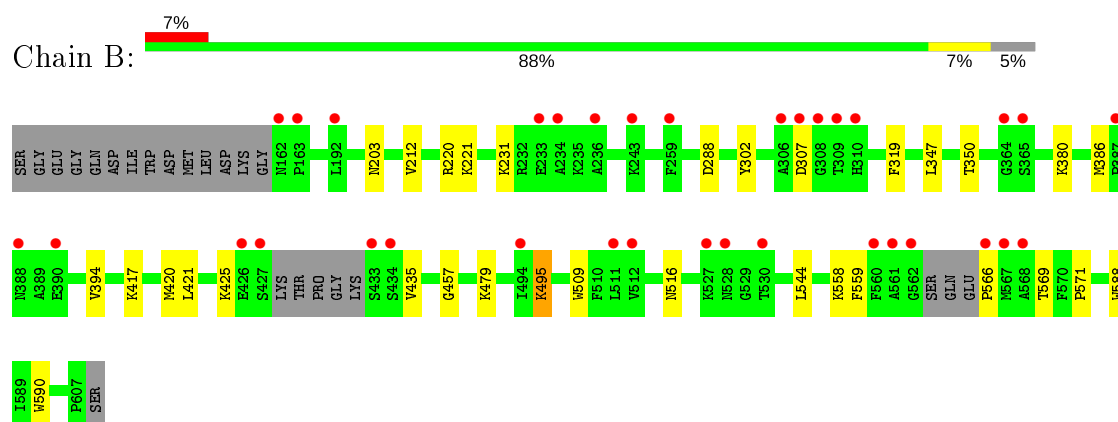 7%
Chain B:
88% 7% 5%
SER GLY GLU GLY GLN ASP ILE TRP ASP MET LEU ASP LYS GLY N162 P163 L192 N203 V212 R220 K221 K231 R232 E233 A234 K235 A236 K243 F259 D288 Y302 A306 D307 G308 T309 H310 F319 L347 T350 G364 S365 K380 M386
N388 A389 E390 V394 K417 M420 L421 K425 E426 S427 LYS THR PRO GLY LYS S433 S434 V435 G457 K479 I494 K495 W509 F510 L511 V512 N516 K527 N528 G529 T530 L544 K558 F559 F560 A561 G562 SER GLN GLU P566 M567 A568 T569 F570 P571
I589 W590 P607 SER